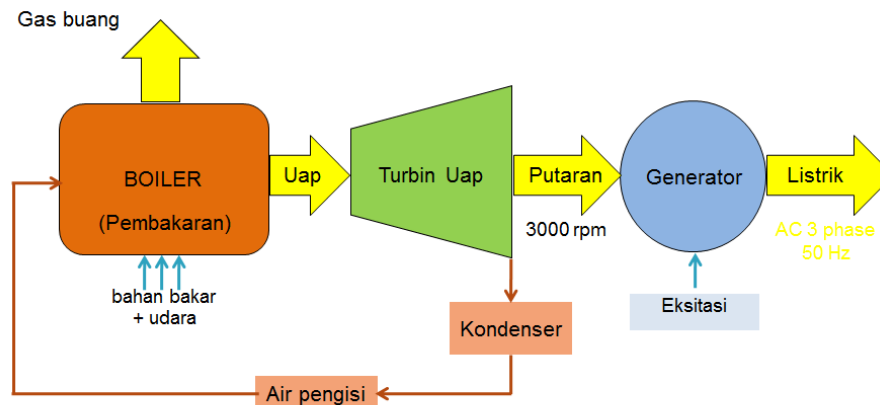 Gas buang
BOILER
(Pembakaran)
Uap
Turbin Uap
Putaran
3000 rpm
Generator
Listrik
AC 3 phase
50 Hz
bahan bakar
+ udara
Eksitasi
Kondenser
Air pengisi